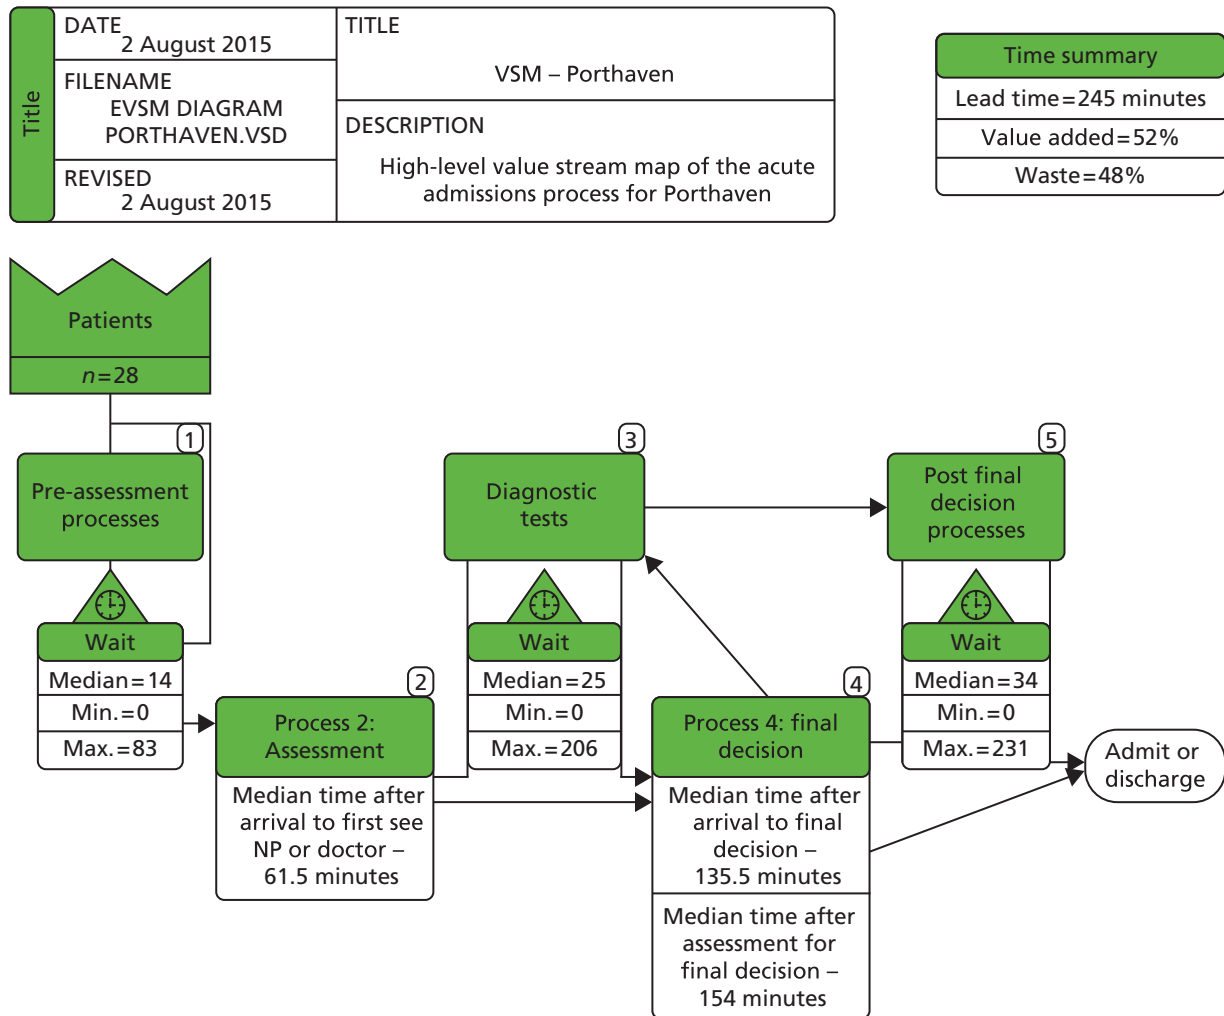 Title
DATE
2 August 2015
FILENAME
EVSM DIAGRAM
PORTHAVEN.VSD
REVISED
2 August 2015
TITLE
VSM – Porthaven
DESCRIPTION
High-level value stream map of the acute
admissions process for Porthaven
Time summary
Lead time=245 minutes
Value added=52%
Waste=48%
Patients
n=28
1
Pre-assessment
processes
Wait
Median=14
Min.=0
Max.=83
2
Process 2:
Assessment
Median time after
arrival to first see
NP or doctor –
61.5 minutes
3
Diagnostic
tests
Wait
Median=25
Min.=0
Max.=206
4
Process 4: final
decision
Median time after
arrival to final
decision –
135.5 minutes
Median time after
assessment for
final decision –
154 minutes
5
Post final
decision
processes
Wait
Median=34
Min.=0
Max.=231
Admit or
discharge